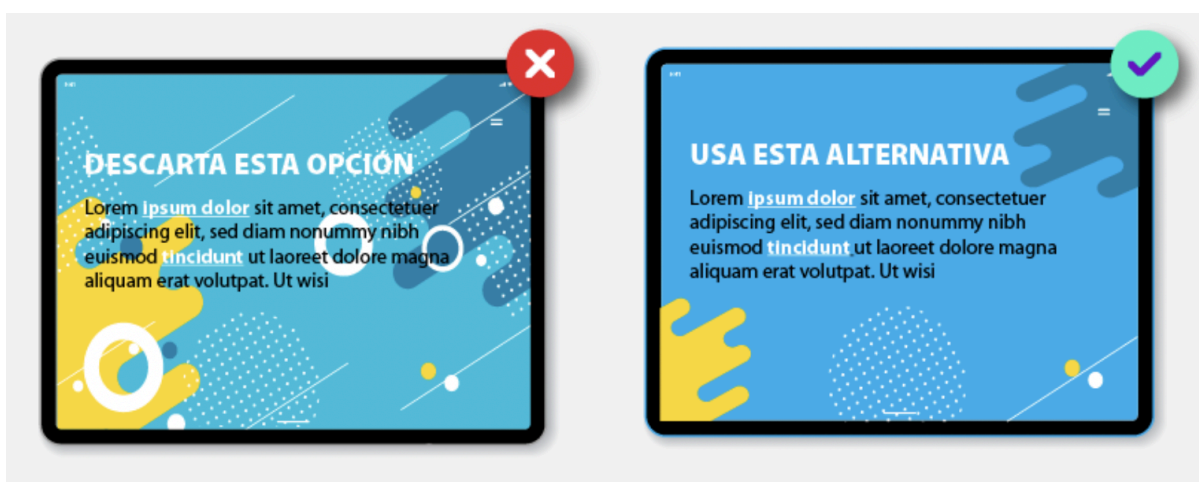 DESCARTA ESTA OPCIÓN
Lorem ipsum dolor sit amet, consectetuer
adipiscing elit, sed diam nonummy nibh
euismod tincidunt ut laoreet dolore magna
aliquam erat volutpat. Ut wisi
USA ESTA ALTERNATIVA
Lorem ipsum dolor sit amet, consectetuer
adipiscing elit, sed diam nonummy nibh
euismod tincidunt ut laoreet dolore magna
aliquam erat volutpat. Ut wisi